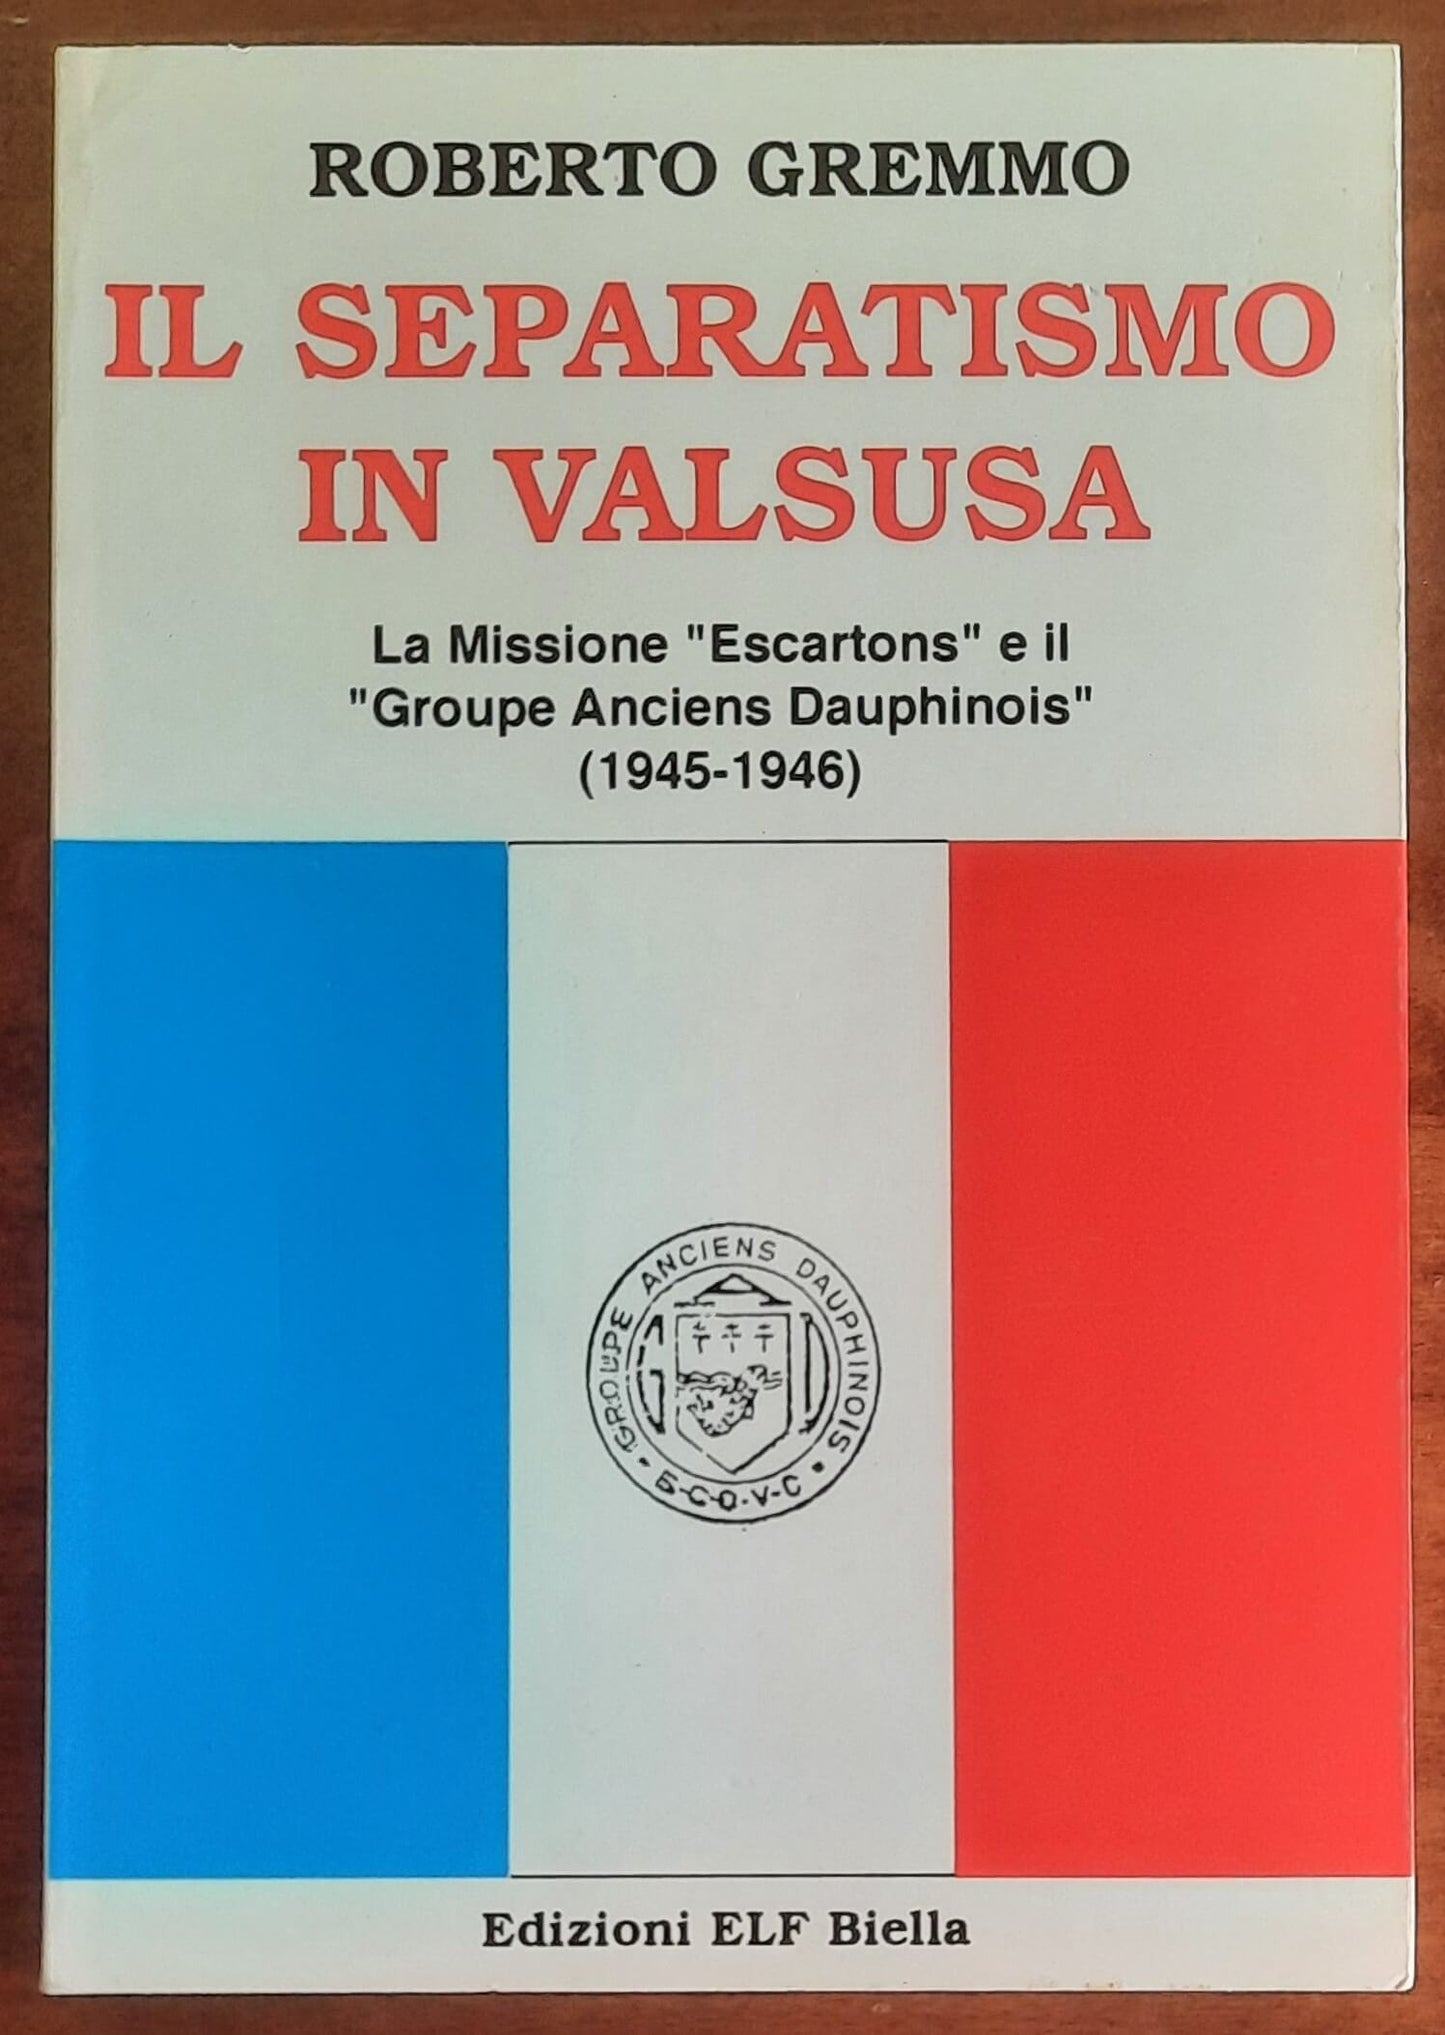 ROBERTO GREMMO
IL SEPARATISMO
IN VALSUSA
La Missione "Escartons" e il
"Groupe Anciens Dauphinois"
(1945-1946)
GROUPE ANCIENS DAUPHINOIS
G D
Edizioni ELF Biella